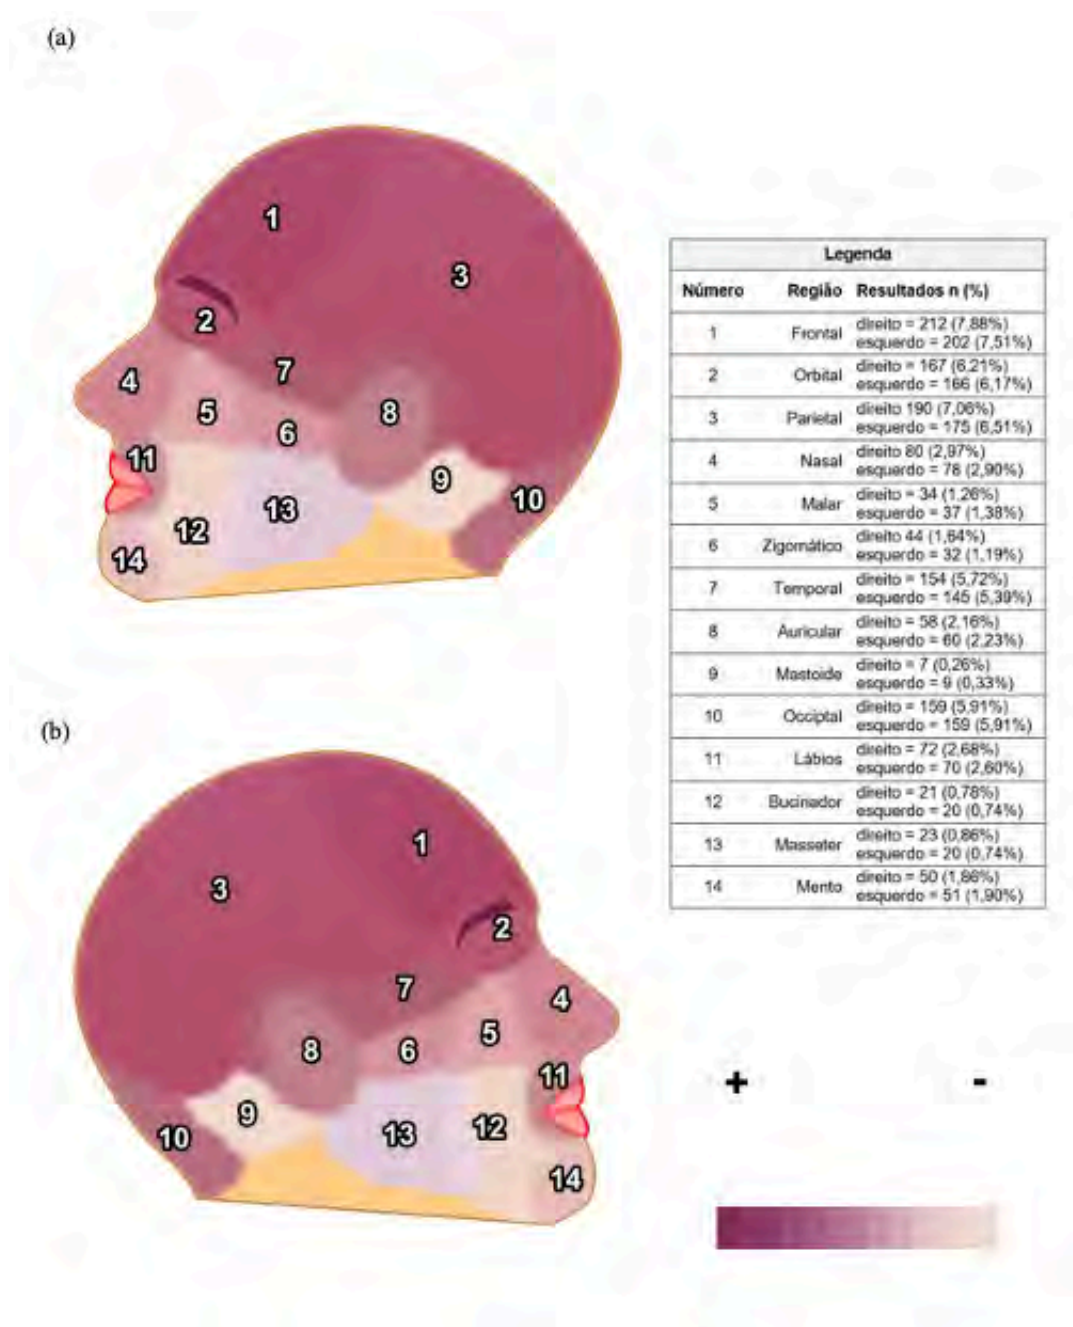 (a)
1
3
2
7
4
5
8
6
11
9
10
13
12
14
Legenda
Número Região Resultados n (%)
1 Frontal direito = 212 (7,88%)
esquerdo = 202 (7,51%)
2 Orbital direito = 167 (6,21%)
esquerdo = 166 (6,17%)
3 Parietal direito 190 (7,06%)
esquerdo = 175 (6,51%)
4 Nasal direito 80 (2,97%)
esquerdo = 78 (2,90%)
5 Malar direito = 34 (1,26%)
esquerdo = 37 (1,38%)
6 Zigomático direito 44 (1,64%)
esquerdo = 32 (1,19%)
7 Temporal direito = 154 (5,72%)
esquerdo = 145 (5,39%)
8 Auricular direito = 58 (2,16%)
esquerdo = 60 (2,23%)
9 Mastoide direito = 7 (0,26%)
esquerdo = 9 (0,33%)
10 Occiptal direito = 159 (5,91%)
esquerdo = 159 (5,91%)
11 Lábios direito = 72 (2,68%)
esquerdo = 70 (2,60%)
12 Bucinador direito = 21 (0,78%)
esquerdo = 20 (0,74%)
13 Masseter direito = 23 (0,86%)
esquerdo = 20 (0,74%)
14 Mento direito = 50 (1,86%)
esquerdo = 51 (1,90%)
(b)
1
3
2
7
4
5
8
6
11
9
10
13
12
14
+ -